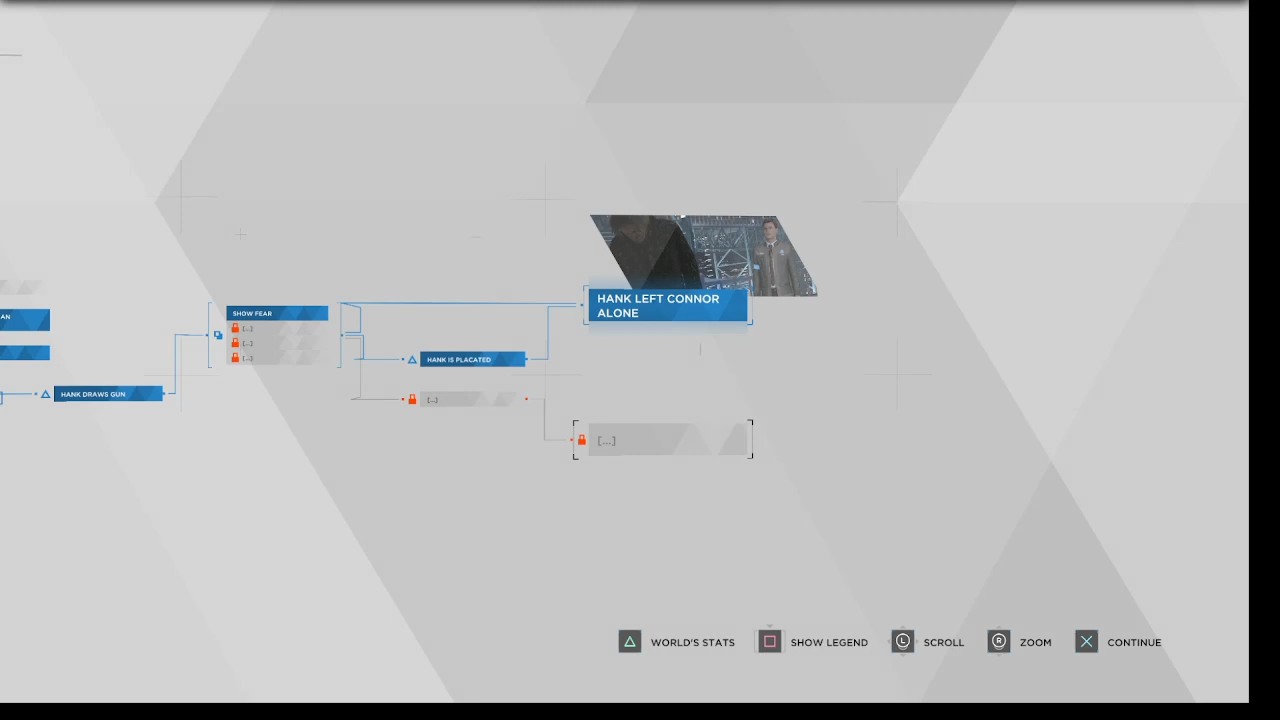 HANK LEFT CONNOR
ALONE
AN
SHOW FEAR
[...]
[...]
[...]
HANK IS PLACATED
HANK DRAWS GUN
[...]
[...]
WORLD'S STATS
SHOW LEGEND
L
SCROLL
R
ZOOM
CONTINUE